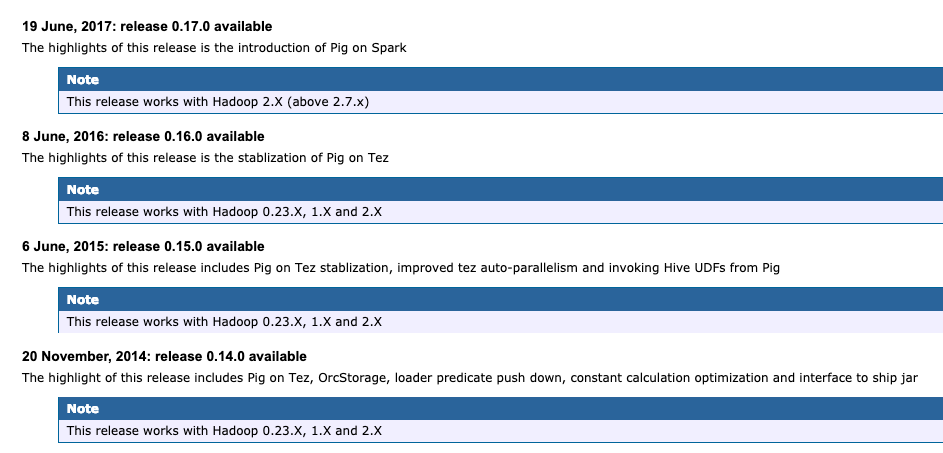 19 June, 2017: release 0.17.0 available
The highlights of this release is the introduction of Pig on Spark
Note
This release works with Hadoop 2.X (above 2.7.x)
8 June, 2016: release 0.16.0 available
The highlights of this release is the stablization of Pig on Tez
Note
This release works with Hadoop 0.23.X, 1.X and 2.X
6 June, 2015: release 0.15.0 available
The highlights of this release includes Pig on Tez stablization, improved tez auto-parallelism and invoking Hive UDFs from Pig
Note
This release works with Hadoop 0.23.X, 1.X and 2.X
20 November, 2014: release 0.14.0 available
The highlight of this release includes Pig on Tez, OrcStorage, loader predicate push down, constant calculation optimization and interface to ship jar
Note
This release works with Hadoop 0.23.X, 1.X and 2.X